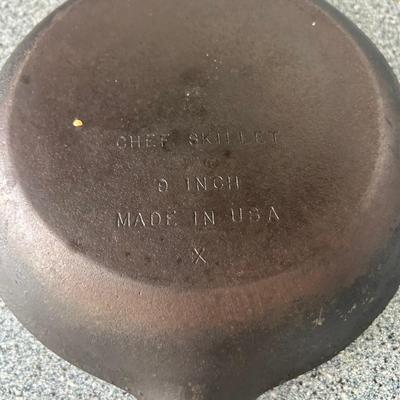 CHEF SKILLET
9 INCH
MADE IN USA
X